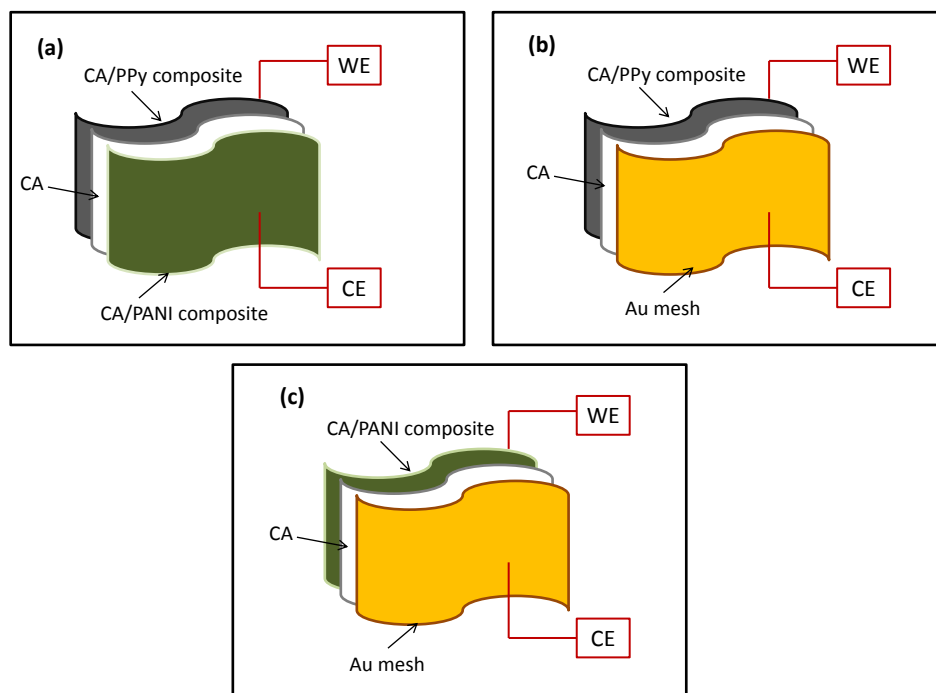 (a)
CA/PPy composite
WE
CA
CA/PANI composite
CE
(b)
CA/PPy composite
WE
CA
Au mesh
CE
(c)
CA/PANI composite
WE
CA
Au mesh
CE